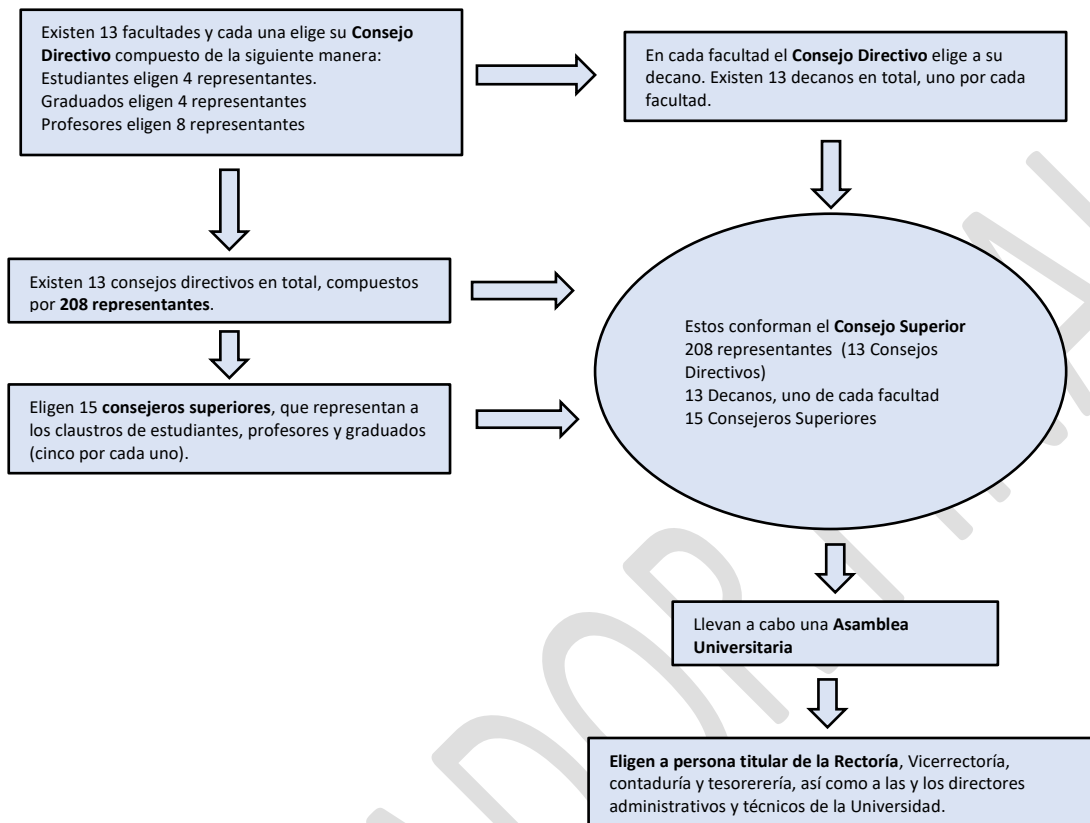 Existen 13 facultades y cada una elige su Consejo
Directivo compuesto de la siguiente manera:
Estudiantes eligen 4 representantes.
Graduados eligen 4 representantes
Profesores eligen 8 representantes
En cada facultad el Consejo Directivo elige a su
decano. Existen 13 decanos en total, uno por cada
facultad.
Existen 13 consejos directivos en total, compuestos
por 208 representantes.
Eligen 15 consejeros superiores, que representan a
los claustros de estudiantes, profesores y graduados
(cinco por cada uno).
Estos conforman el Consejo Superior
208 representantes (13 Consejos
Directivos)
13 Decanos, uno de cada facultad
15 Consejeros Superiores
Llevan a cabo una Asamblea
Universitaria
Eligen a persona titular de la Rectoría, Vicerrectoría,
contaduría y tesorerería, así como a las y los directores
administrativos y técnicos de la Universidad.